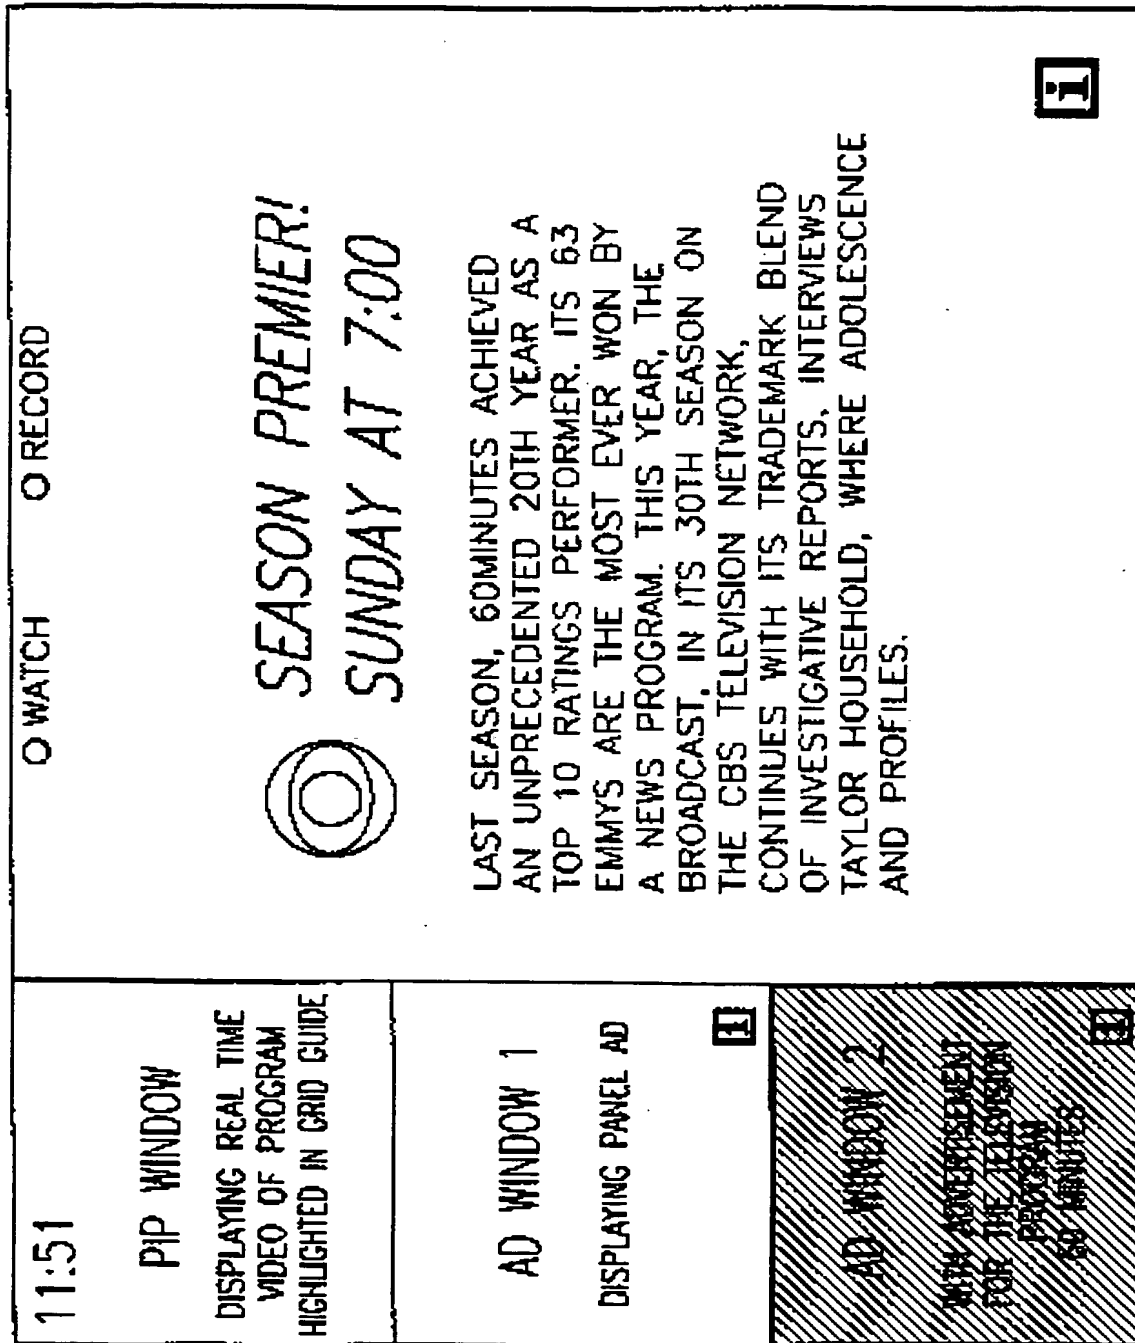 11:51
PIP WINDOW
DISPLAYING REAL TIME
VIDEO OF PROGRAM
HIGHLIGHTED IN GRID GUIDE
AD WINDOW 1
DISPLAYING PANEL AD
i
AD WINDOW 2
WITH ADVERTISEMENT
FOR THE TELEVISION
PROGRAM
60 MINUTES
i
O WATCH O RECORD
SEASON PREMIER!
SUNDAY AT 7:00
LAST SEASON, 60MINUTES ACHIEVED
AN UNPRECEDENTED 20TH YEAR AS A
TOP 10 RATINGS PERFORMER. ITS 63
EMMYS ARE THE MOST EVER WON BY
A NEWS PROGRAM. THIS YEAR, THE
BROADCAST, IN ITS 30TH SEASON ON
THE CBS TELEVISION NETWORK,
CONTINUES WITH ITS TRADEMARK BLEND
OF INVESTIGATIVE REPORTS, INTERVIEWS
TAYLOR HOUSEHOLD, WHERE ADOLESCENCE
AND PROFILES.
i